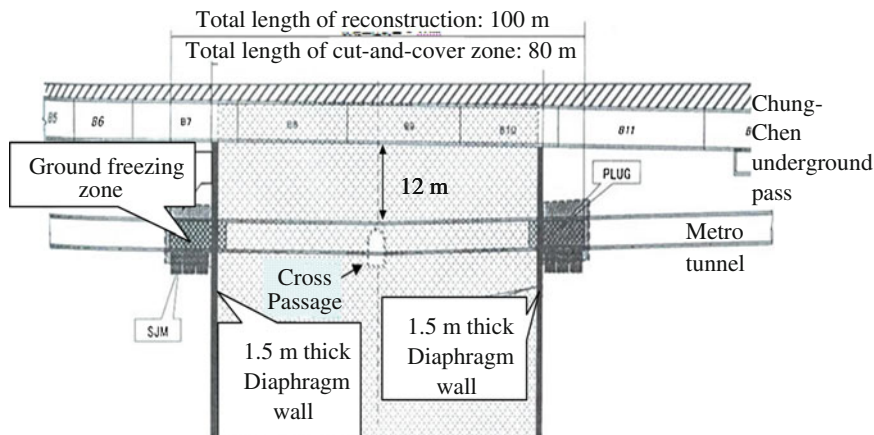 Total length of reconstruction: 100 m
Total length of cut-and-cover zone: 80 m
B5
B6
B7
B8
B9
B10
B11
Chung-
Chen
underground
pass
Ground freezing
zone
12 m
PLUG
Metro
tunnel
Cross
Passage
SJM
1.5 m thick
Diaphragm
wall
1.5 m thick
Diaphragm
wall